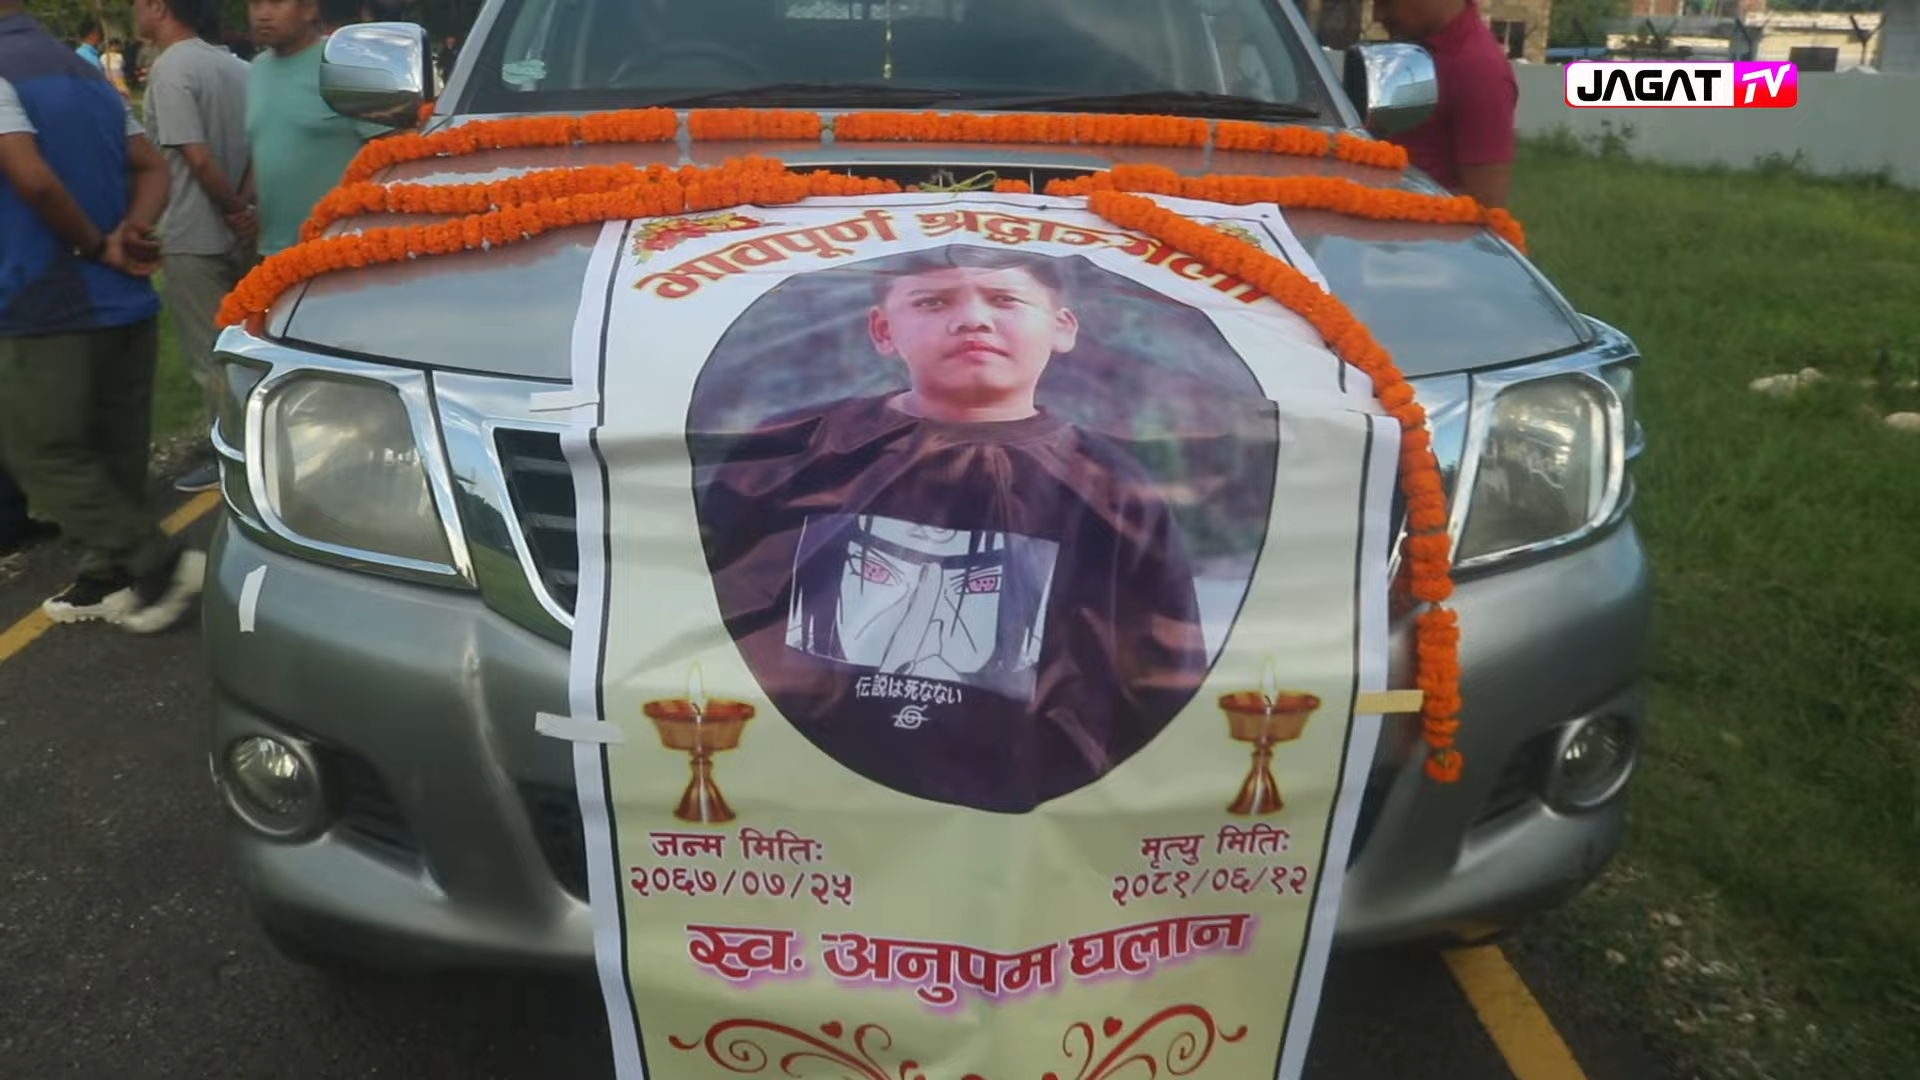 JAGAT TV
भावपूर्ण श्रद्धाञ्जली
伝説は死なない
जन्म मितिः
२०६७/०७/२५
मृत्यु मितिः
२०८१/०६/१२
स्व. अनुपम घलान